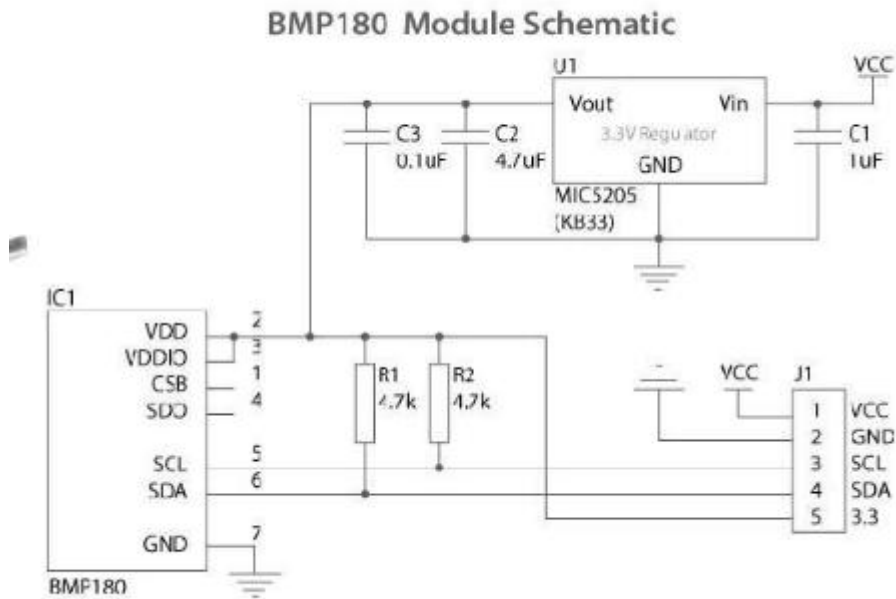 BMP180 Module Schematic
U1
VCC
Vout
Vin
3.3V Regulator
GND
C3
0.1uF
C2
4.7uF
C1
1uF
MIC5205
(KB33)
IC1
VDD
2
VDDIO
3
CSB
1
SDO
4
SCL
5
SDA
6
GND
7
BMP180
R1
4.7k
R2
4.7k
VCC
J1
1 VCC
2 GND
3 SCL
4 SDA
5 3.3